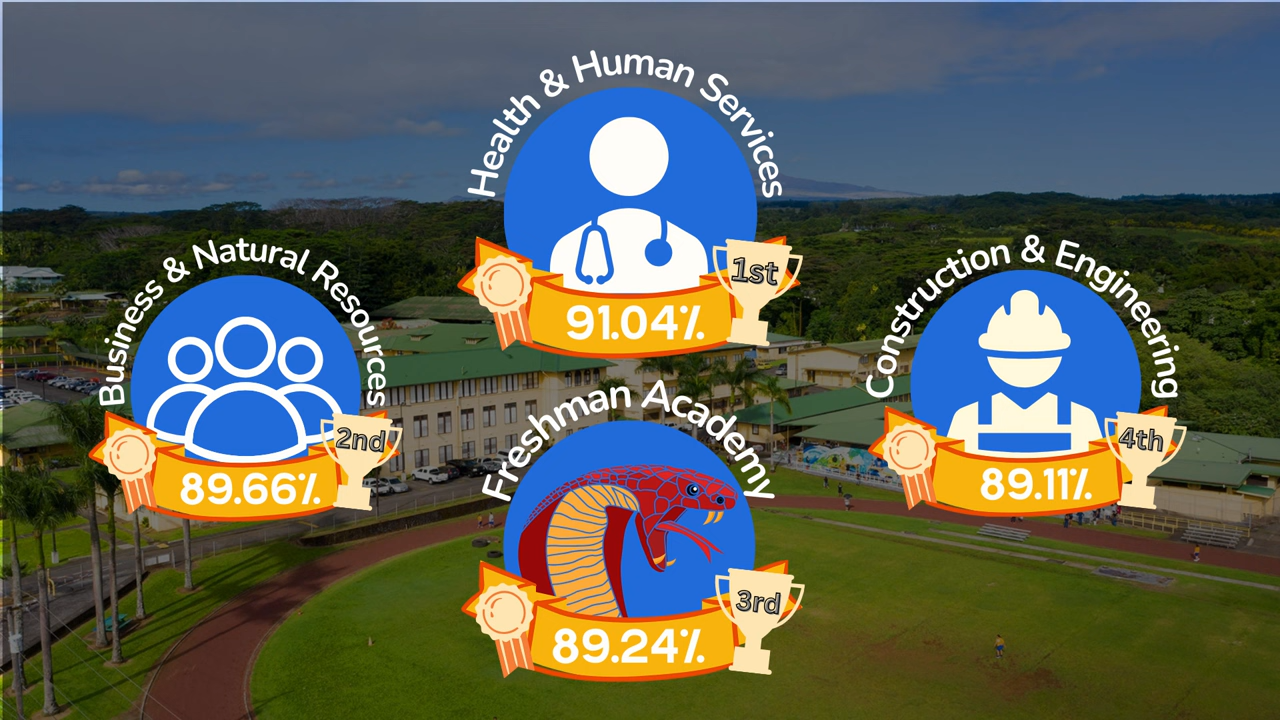 Health & Human Services
1st
91.04%
Business & Natural Resources
2nd
89.66%
Construction & Engineering
4th
89.11%
Freshman Academy
3rd
89.24%